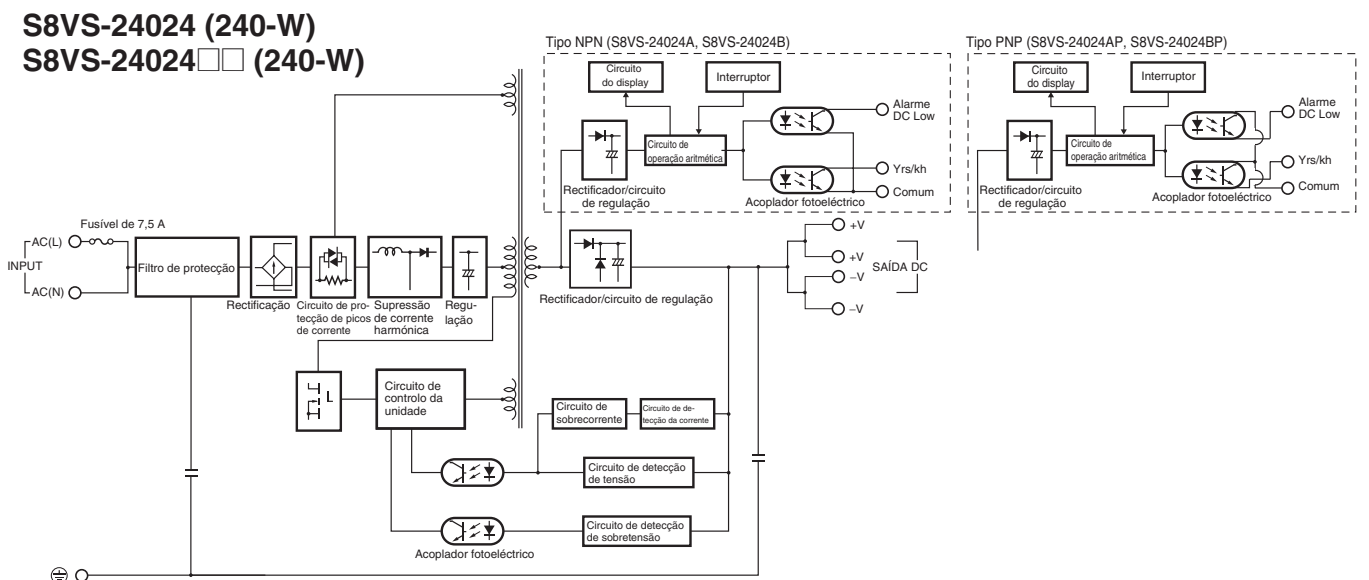 S8VS-24024 (240-W)
S8VS-24024□□ (240-W)
Tipo NPN (S8VS-24024A, S8VS-24024B)
Circuito
do display
Interruptor
Alarme
DC Low
Circuito de
operação aritmética
Yrs/kh
Rectificador/circuito
de regulação
Acoplador fotoeléctrico
Comum
Tipo PNP (S8VS-24024AP, S8VS-24024BP)
Circuito
do display
Interruptor
Alarme
DC Low
Circuito de
operação aritmética
Yrs/kh
Rectificador/circuito
de regulação
Acoplador fotoeléctrico
Comum
Fusível de 7,5 A
AC(L)
INPUT
AC(N)
Filtro de protecção
Rectificação
Circuito de pro-
tecção de picos
de corrente
Supressão
de corrente
harmónica
Regu-
lação
Rectificador/circuito de regulação
+V
+V
SAÍDA DC
–V
–V
L
Circuito de
controlo da
unidade
Circuito de
sobrecorrente
Circuito de de-
tecção da corrente
Circuito de detecção
de tensão
Circuito de detecção
de sobretensão
Acoplador fotoeléctrico